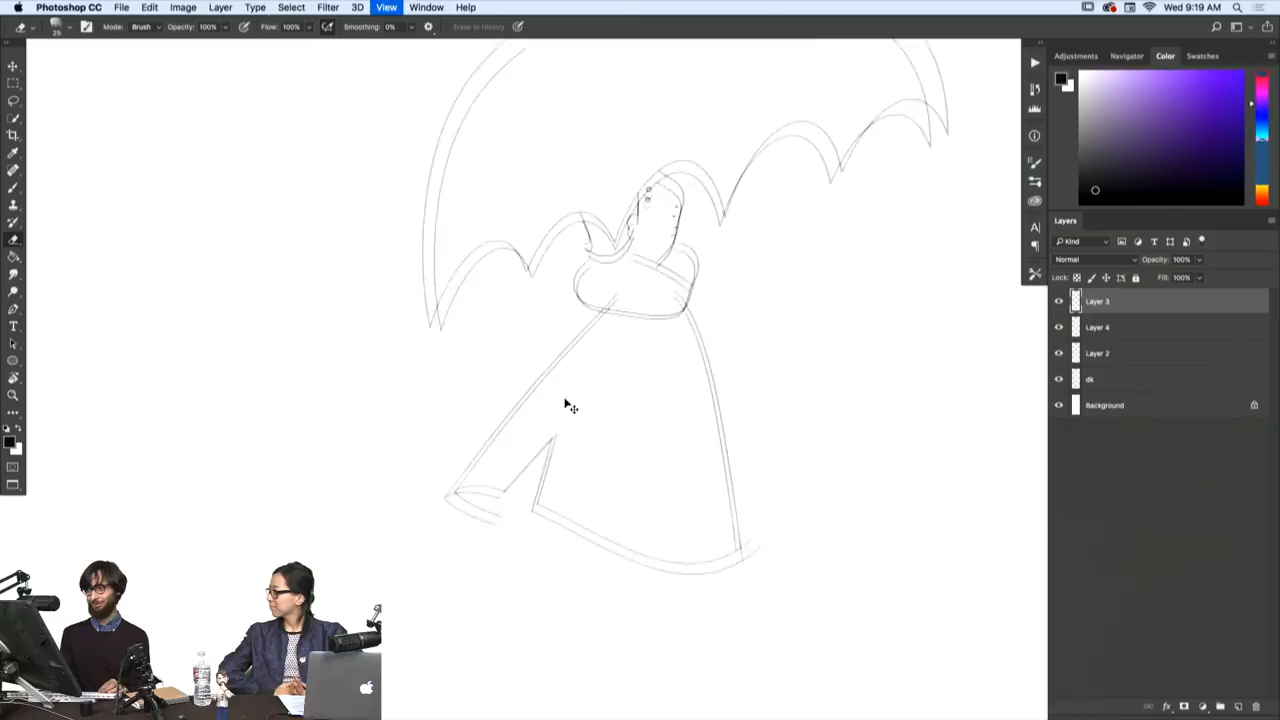 Photoshop CC File Edit Image Layer Type Select Filter 3D View Window Help Wed 9:19 AM
25 Mode: Brush Opacity: 100% Flow: 100% Smoothing: 0% Erase to History
Adjustments Navigator Color Swatches
Layers
Kind
Normal Opacity: 100%
Lock: Fill: 100%
Layer 3
Layer 4
Layer 2
dk
Background